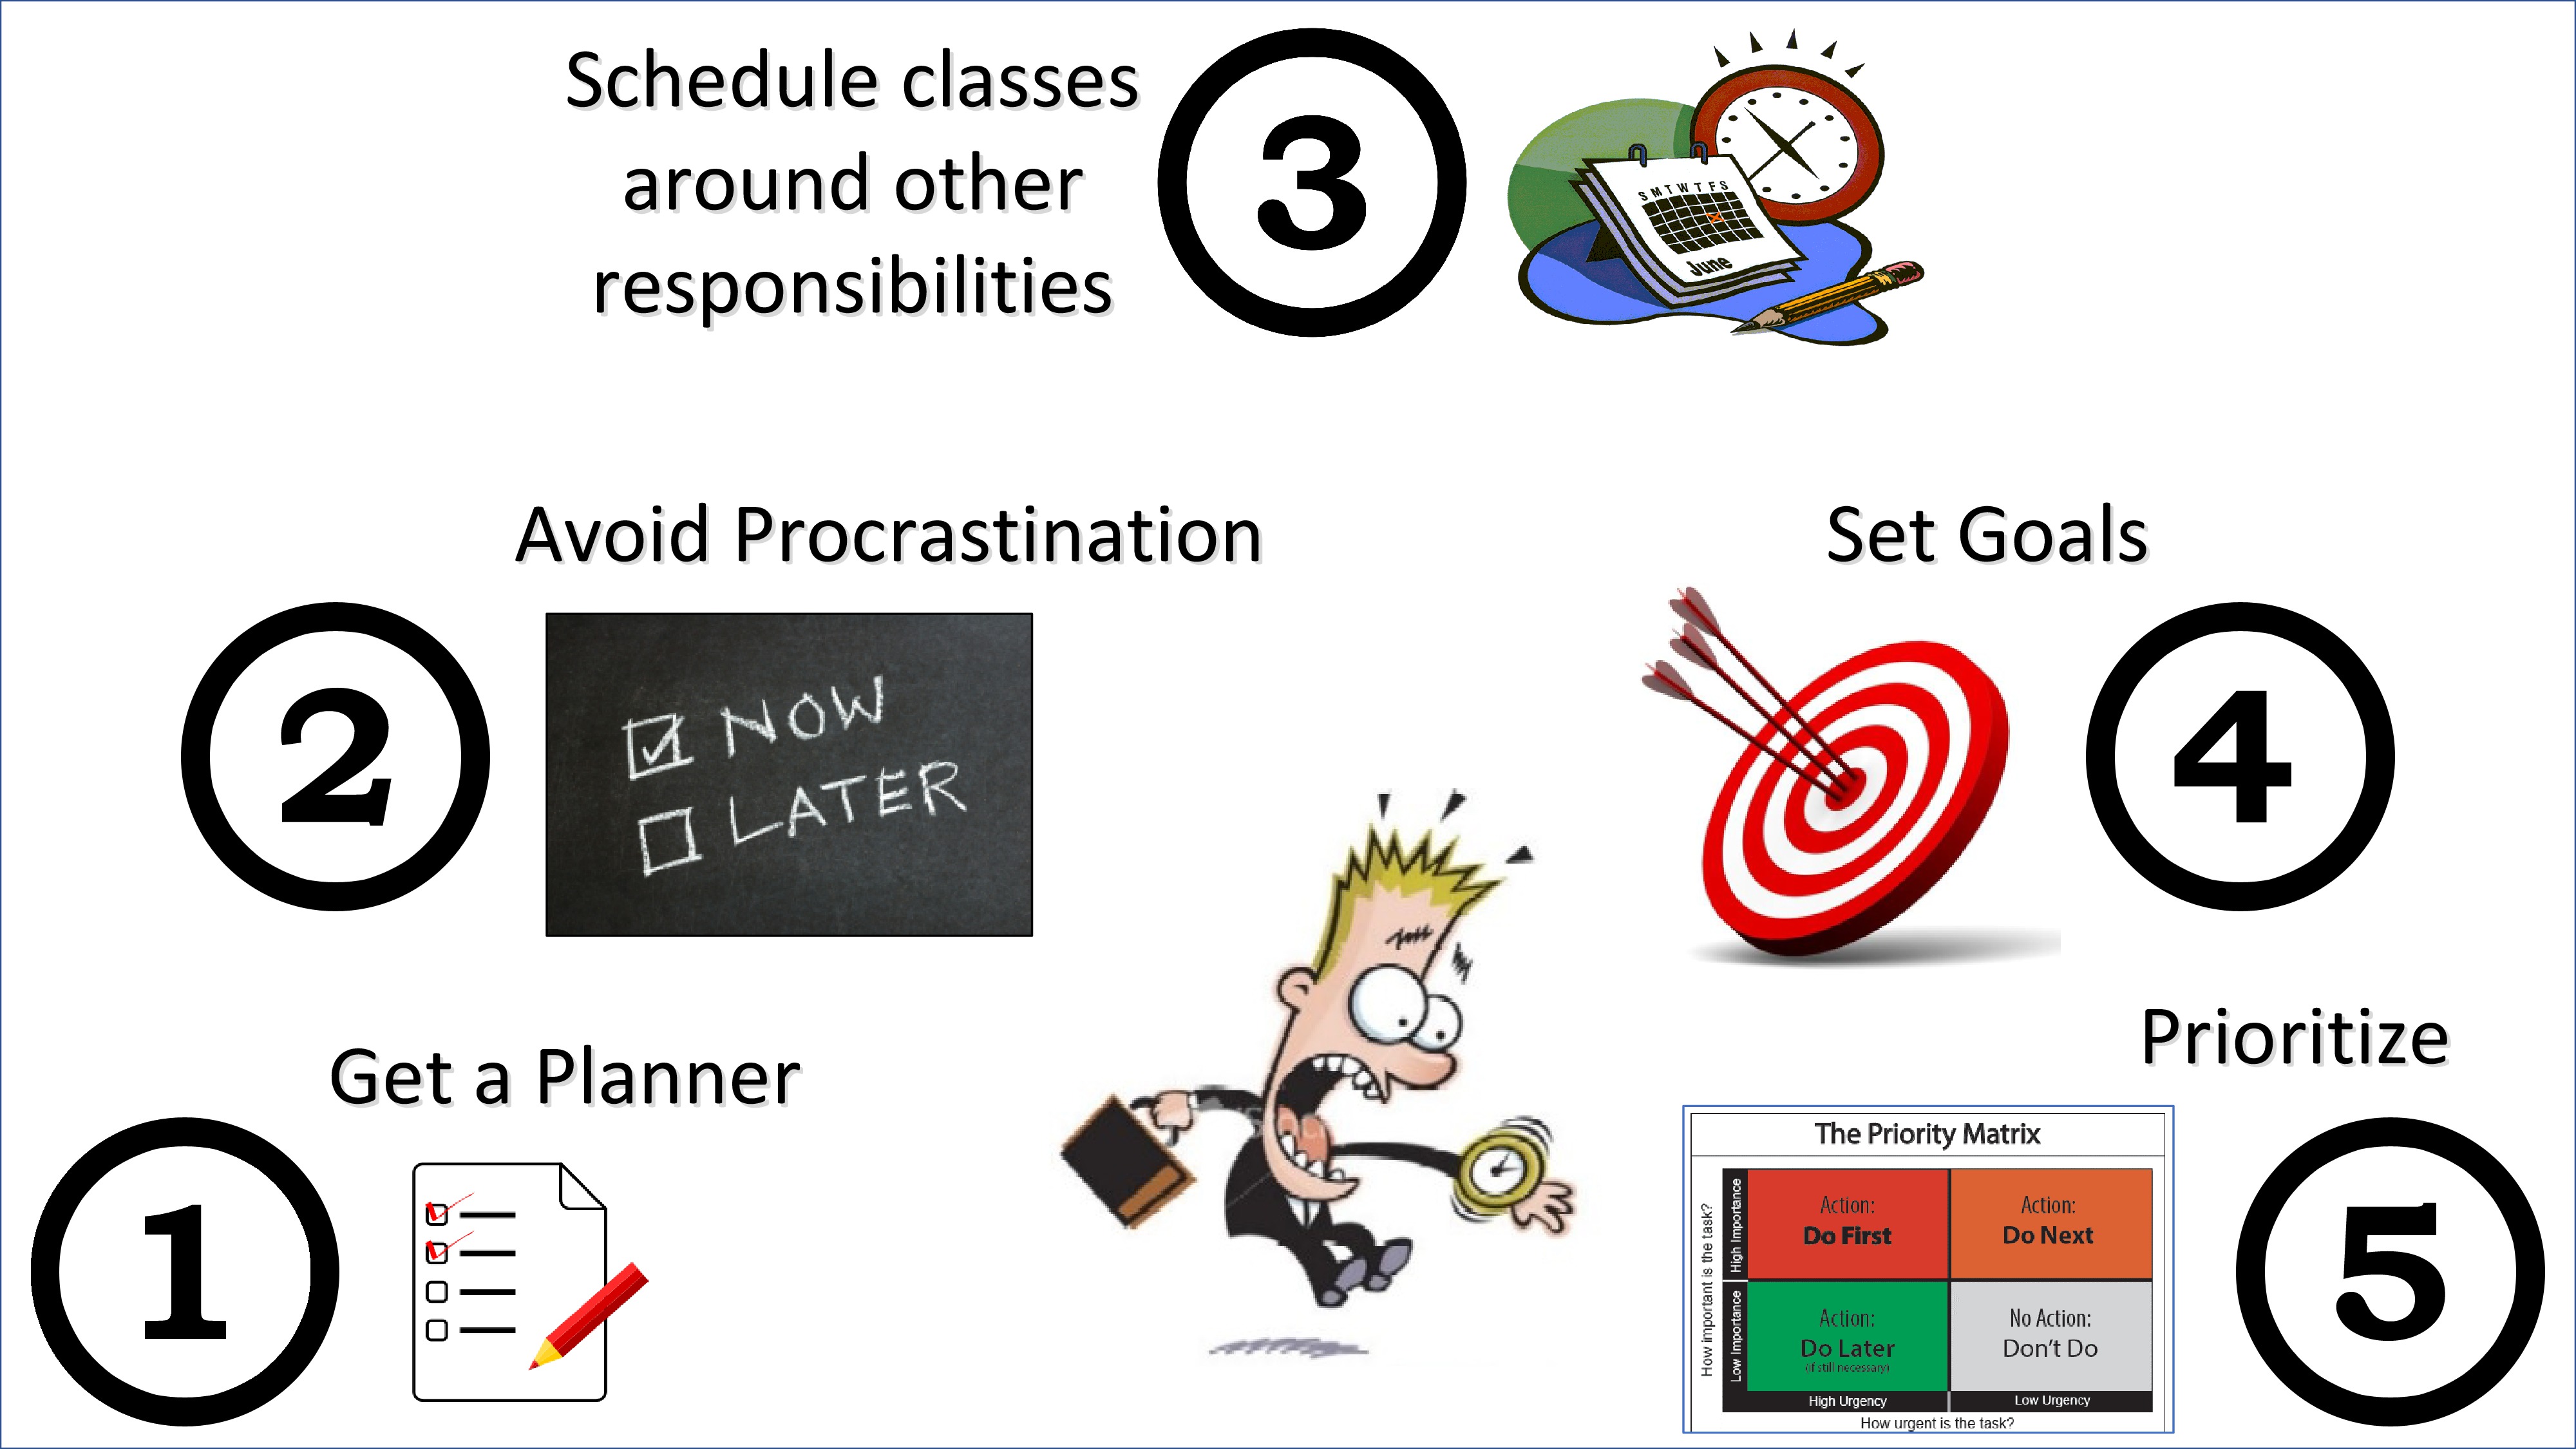 Schedule classes
around other
responsibilities
3
S M T W T F S
June
Avoid Procrastination
2
NOW
LATER
Set Goals
4
Get a Planner
1
Prioritize
5
The Priority Matrix
How important is the task?
High Importance
Low Importance
Action:
Do First
Action:
Do Next
Action:
Do Later
(if still necessary)
No Action:
Don't Do
High Urgency
Low Urgency
How urgent is the task?